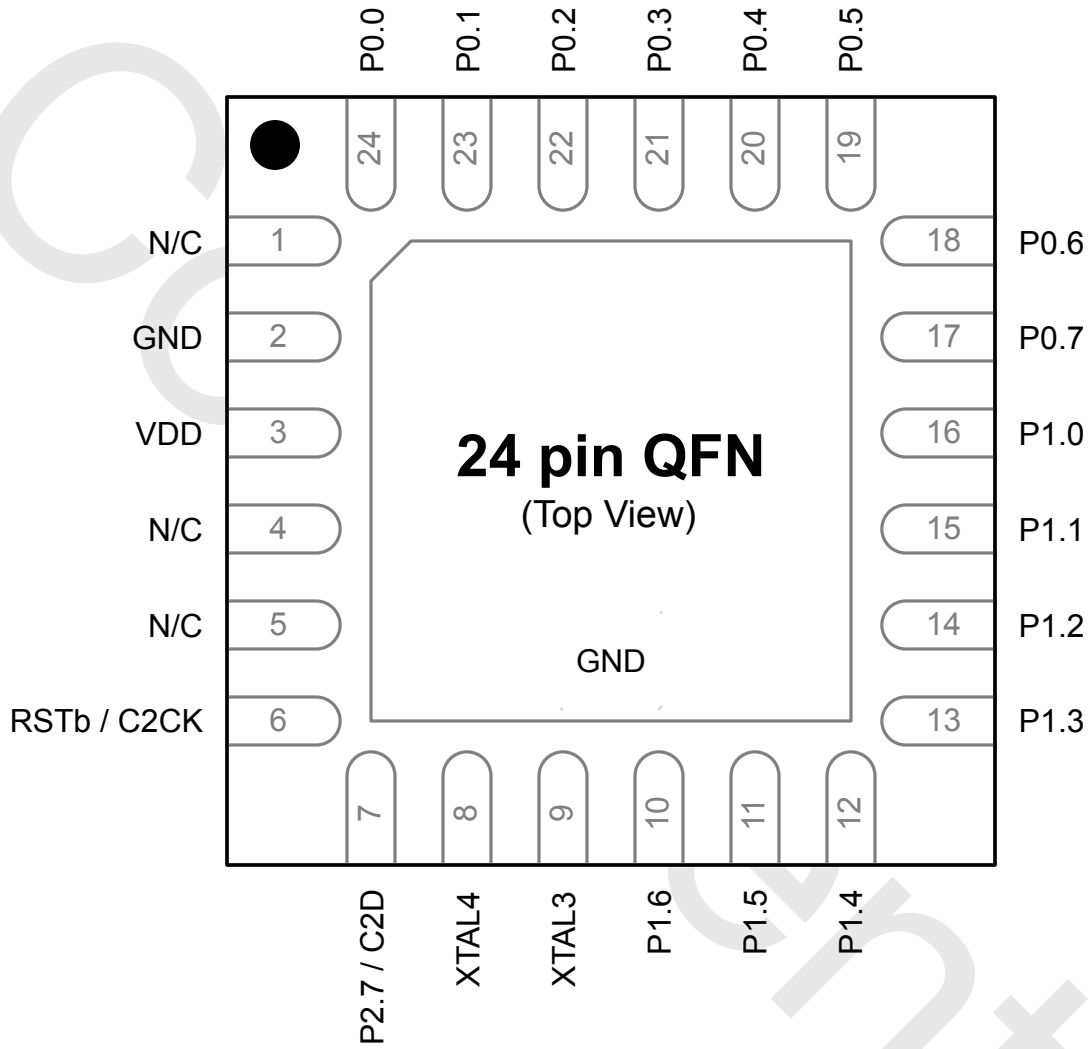 P0.0
P0.1
P0.2
P0.3
P0.4
P0.5
24
23
22
21
20
19
N/C 1
18 P0.6
GND 2
17 P0.7
VDD 3
16 P1.0
24 pin QFN
(Top View)
N/C 4
15 P1.1
N/C 5
14 P1.2
GND
RSTb / C2CK 6
13 P1.3
7
8
9
10
11
12
P2.7 / C2D
XTAL4
XTAL3
P1.6
P1.5
P1.4